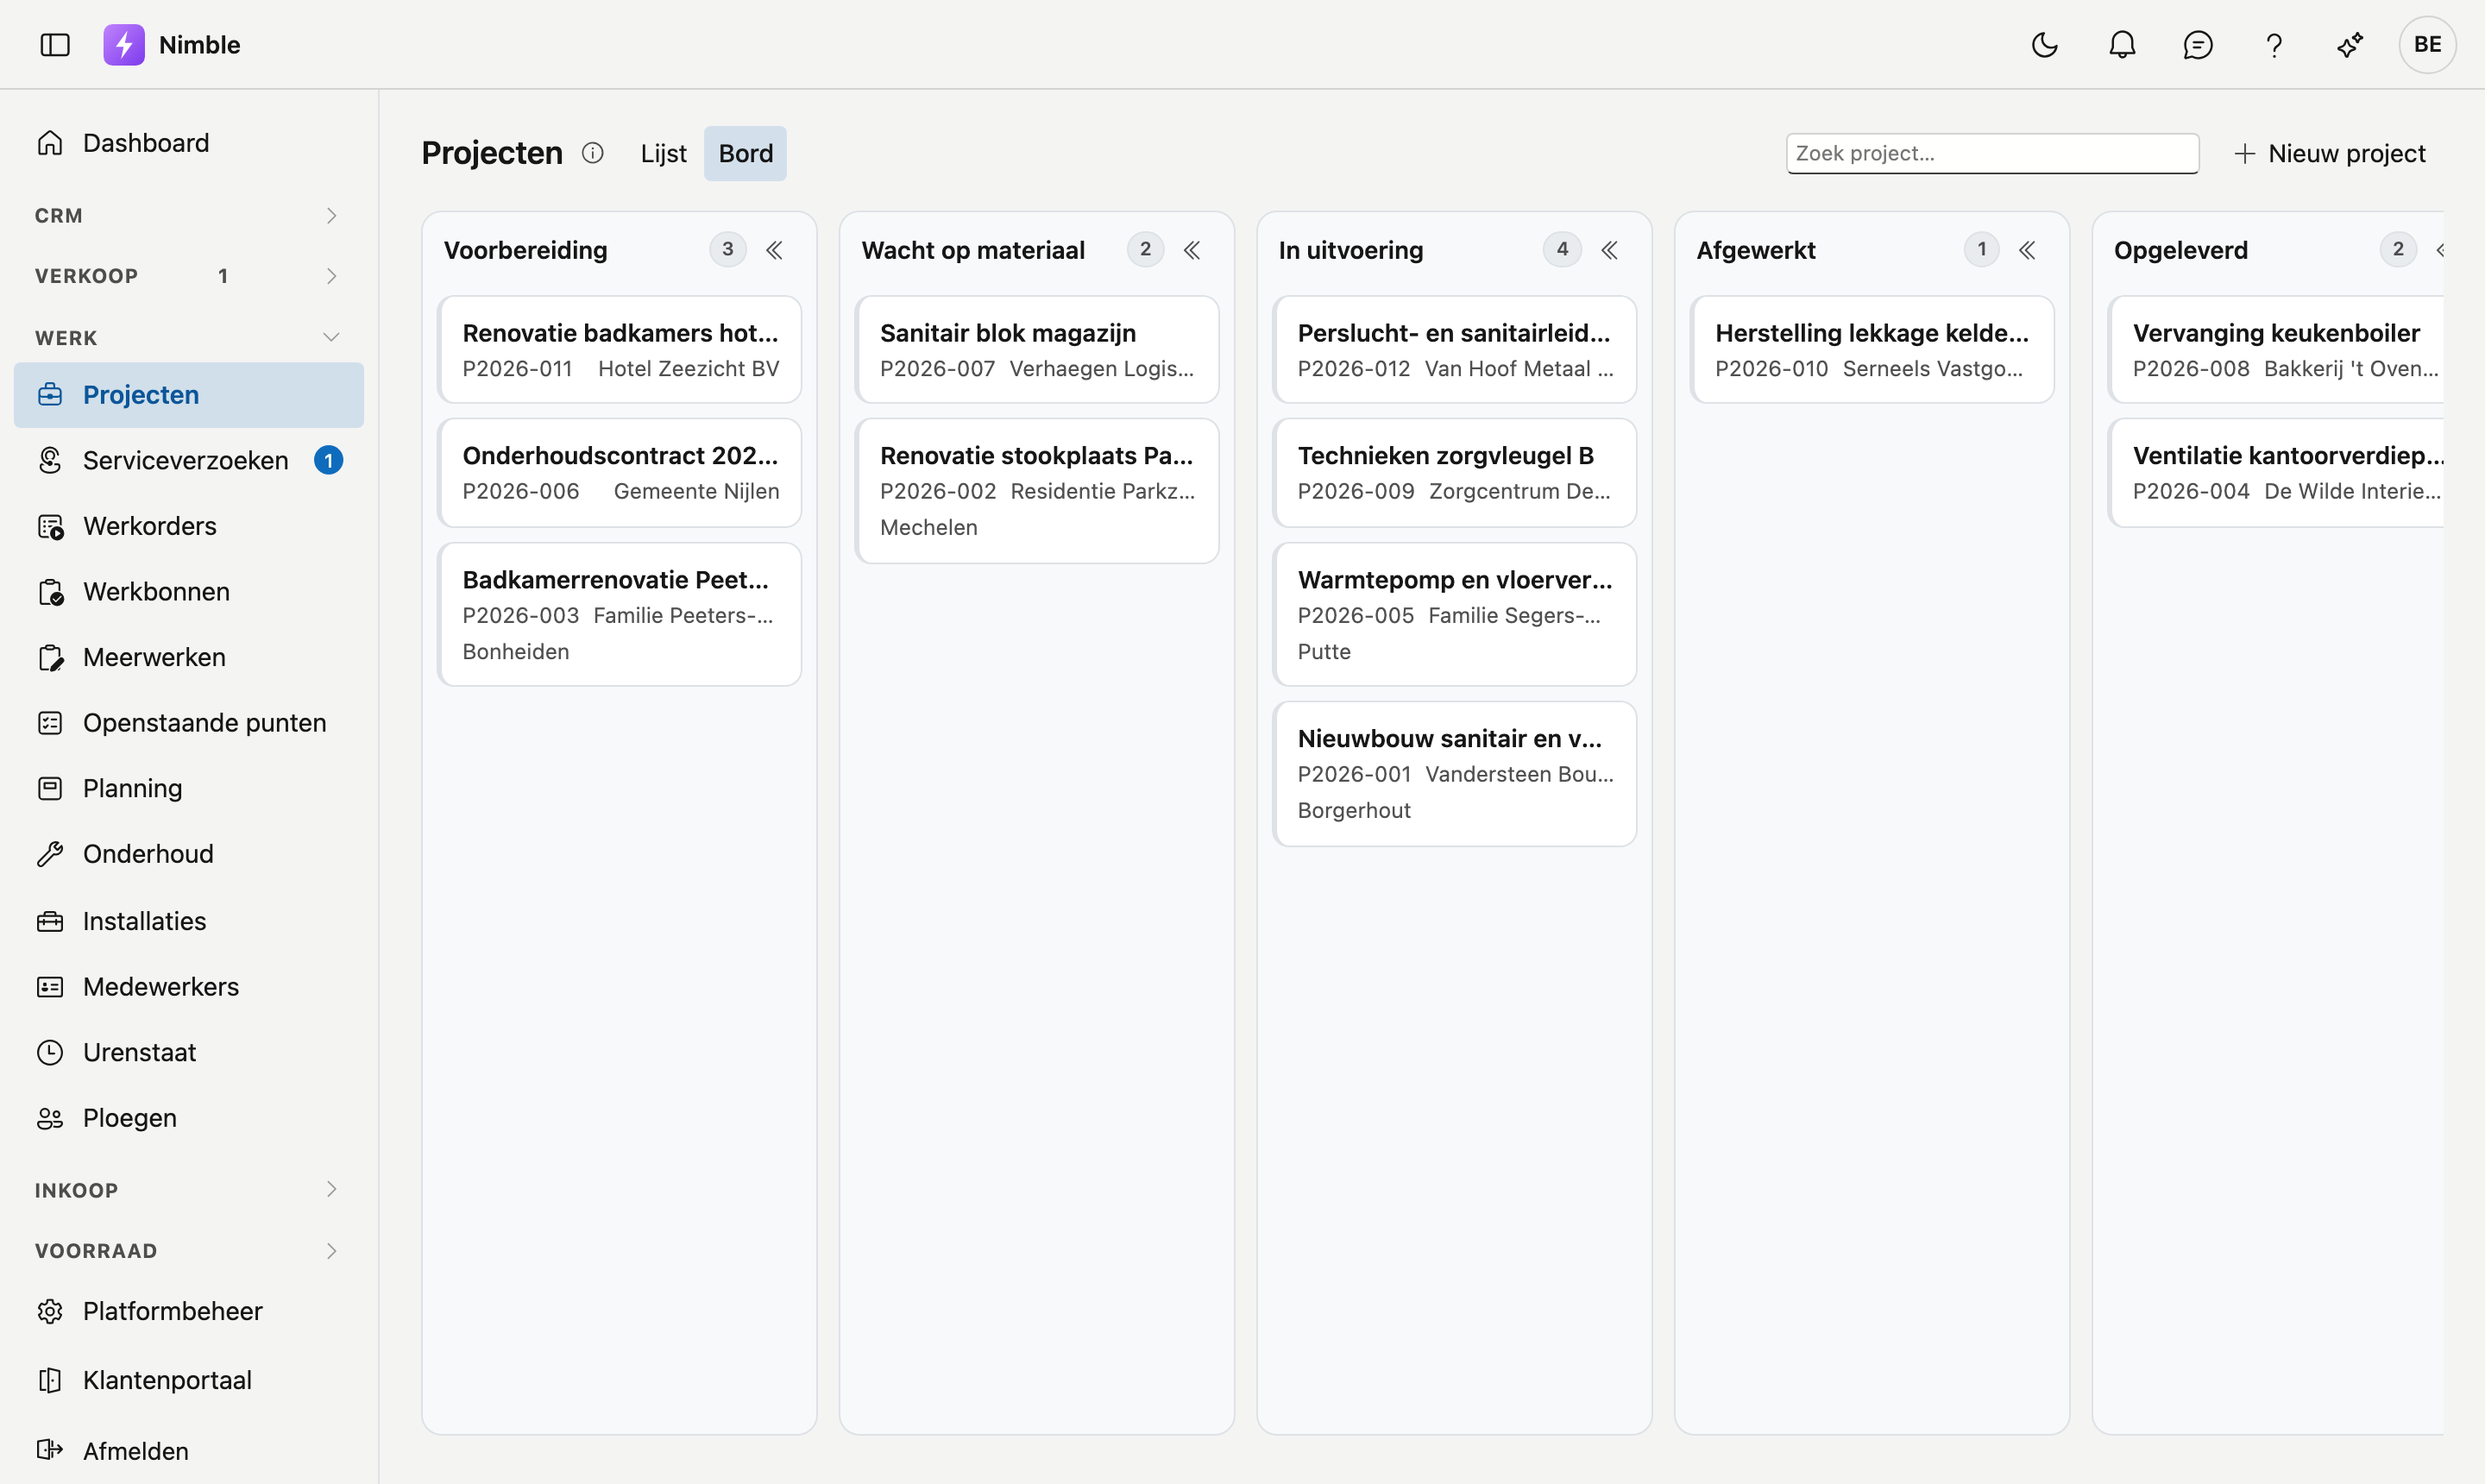 Nimble
BE
Dashboard
CRM
VERKOOP 1
WERK
Projecten
Serviceverzoeken 1
Werkorders
Werkbonnen
Meerwerken
Openstaande punten
Planning
Onderhoud
Installaties
Medewerkers
Urenstaat
Ploegen
INKOOP
VOORRAAD
Platformbeheer
Klantenportaal
Afmelden
Projecten Lijst Bord
Zoek project...
Nieuw project
Voorbereiding 3
Renovatie badkamers hot...
P2026-011 Hotel Zeezicht BV
Onderhoudscontract 202...
P2026-006 Gemeente Nijlen
Badkamerrenovatie Peet...
P2026-003 Familie Peeters-...
Bonheiden
Wacht op materiaal 2
Sanitair blok magazijn
P2026-007 Verhaegen Logis...
Renovatie stookplaats Pa...
P2026-002 Residentie Parkz...
Mechelen
In uitvoering 4
Perslucht- en sanitairleid...
P2026-012 Van Hoof Metaal ...
Technieken zorgvleugel B
P2026-009 Zorgcentrum De...
Warmtepomp en vloerver...
P2026-005 Familie Segers-...
Putte
Nieuwbouw sanitair en v...
P2026-001 Vandersteen Bou...
Borgerhout
Afgewerkt 1
Herstelling lekkage kelde...
P2026-010 Serneels Vastgo...
Opgeleverd 2
Vervanging keukenboiler
P2026-008 Bakkerij 't Oven...
Ventilatie kantoorverdiep...
P2026-004 De Wilde Interie...